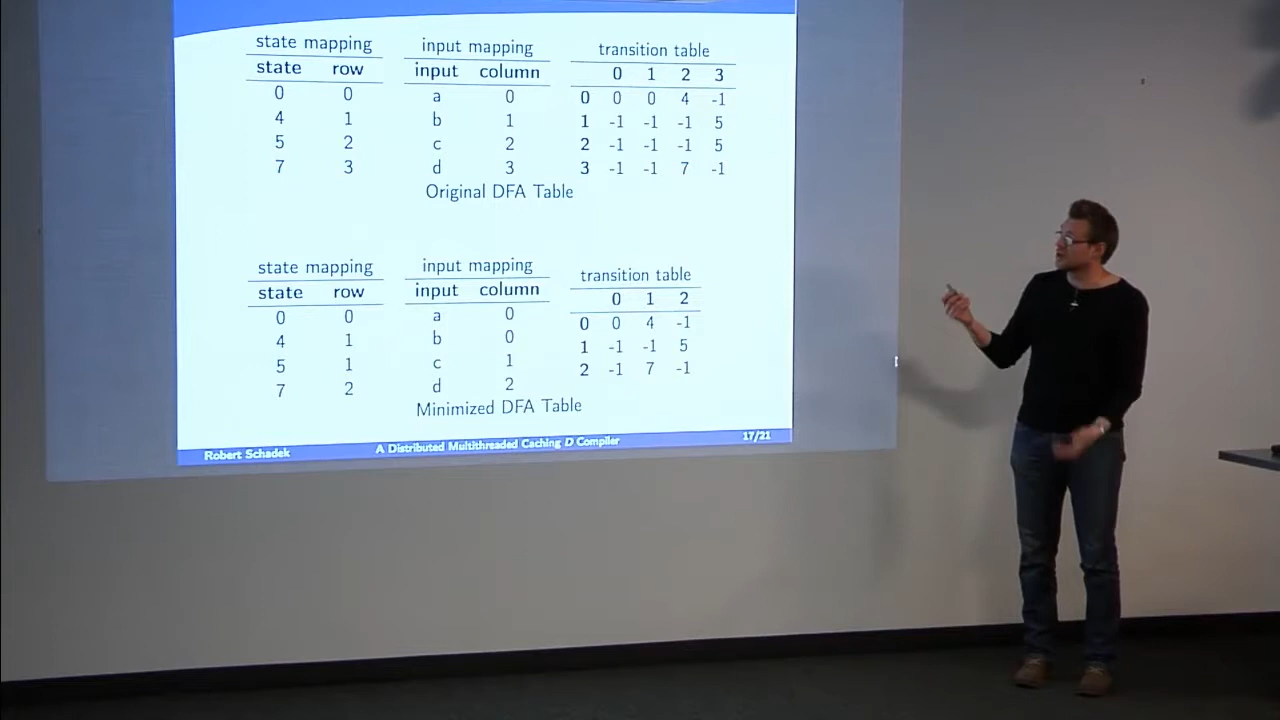 state mapping input mapping transition table
state row input column 0 1 2 3
0 0 a 0 0 0 0 4 -1
4 1 b 1 1 -1 -1 -1 5
5 2 c 2 2 -1 -1 -1 5
7 3 d 3 3 -1 -1 7 -1
Original DFA Table
state mapping input mapping transition table
state row input column 0 1 2
0 0 a 0 0 0 4 -1
4 1 b 0 1 -1 -1 5
5 1 c 1 2 -1 7 -1
7 2 d 2
Minimized DFA Table
Robert Schadek A Distributed Multithreaded Caching D Compiler 17/21